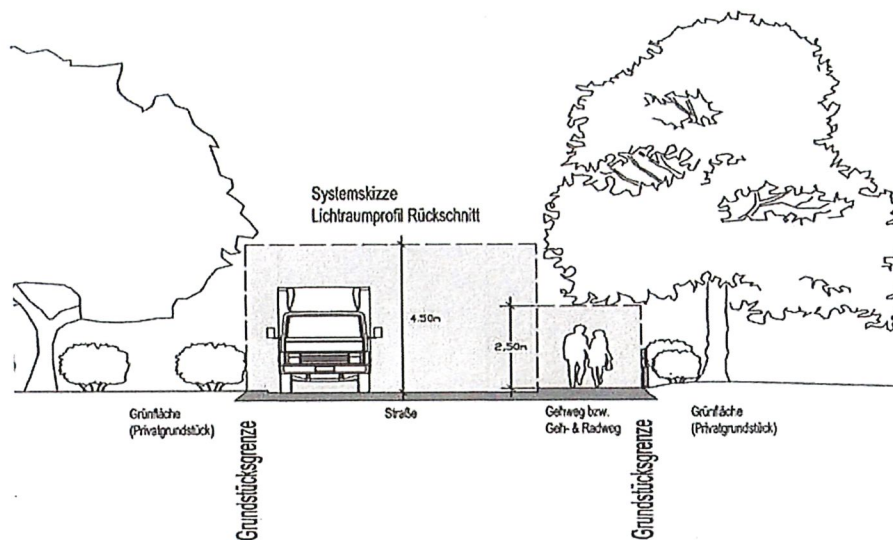 Systemskizze
Lichtraumprofil Rückschnitt
4.50m
2,50m
Grünfläche
(Privatgrundstück)
Straße
Gehweg bzw.
Geh- & Radweg
Grünfläche
(Privatgrundstück)
Grundstücksgrenze
Grundstücksgrenze